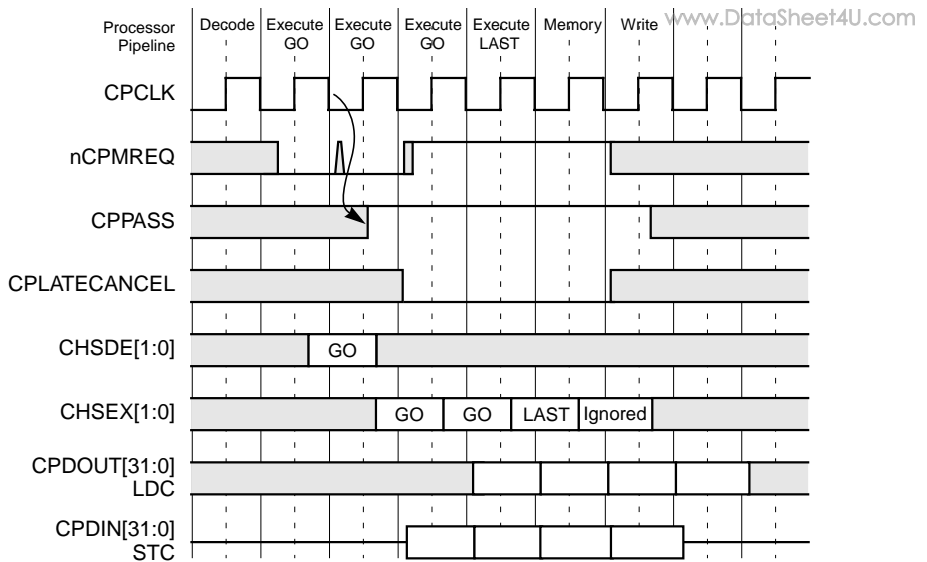 www.DataSheet4U.com
Processor Pipeline
Decode
Execute GO
Execute GO
Execute GO
Execute LAST
Memory
Write
CPCLK
nCPMREQ
CPPASS
CPLATECANCEL
CHSDE[1:0]
GO
CHSEX[1:0]
GO
GO
LAST
Ignored
CPDOUT[31:0]
LDC
CPDIN[31:0]
STC